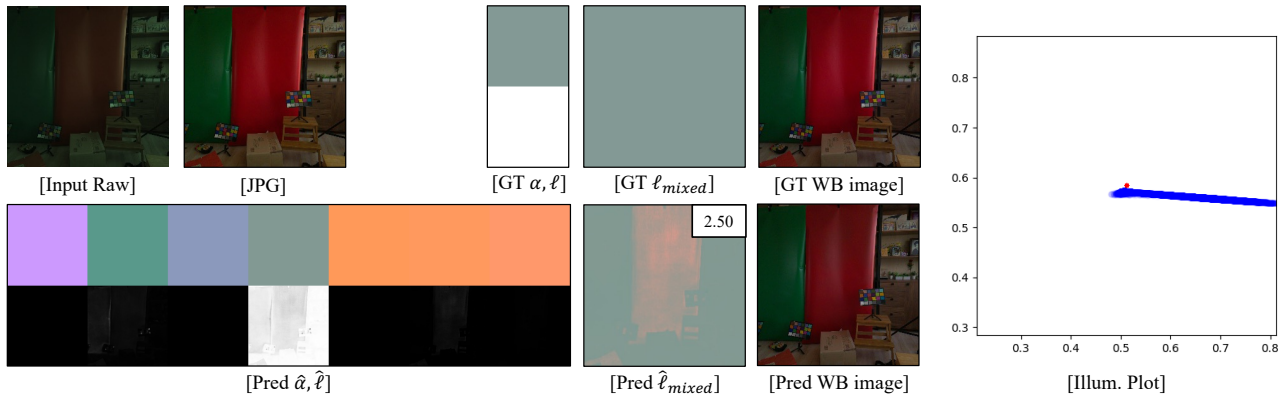 [Input Raw]
[JPG]
[GT α, ℓ]
[GT ℓ_mixed]
[GT WB image]
2.50
[Pred α̂, ℓ̂]
[Pred ℓ̂_mixed]
[Pred WB image]
0.8
0.7
0.6
0.5
0.4
0.3
0.3 0.4 0.5 0.6 0.7 0.8
[Illum. Plot]